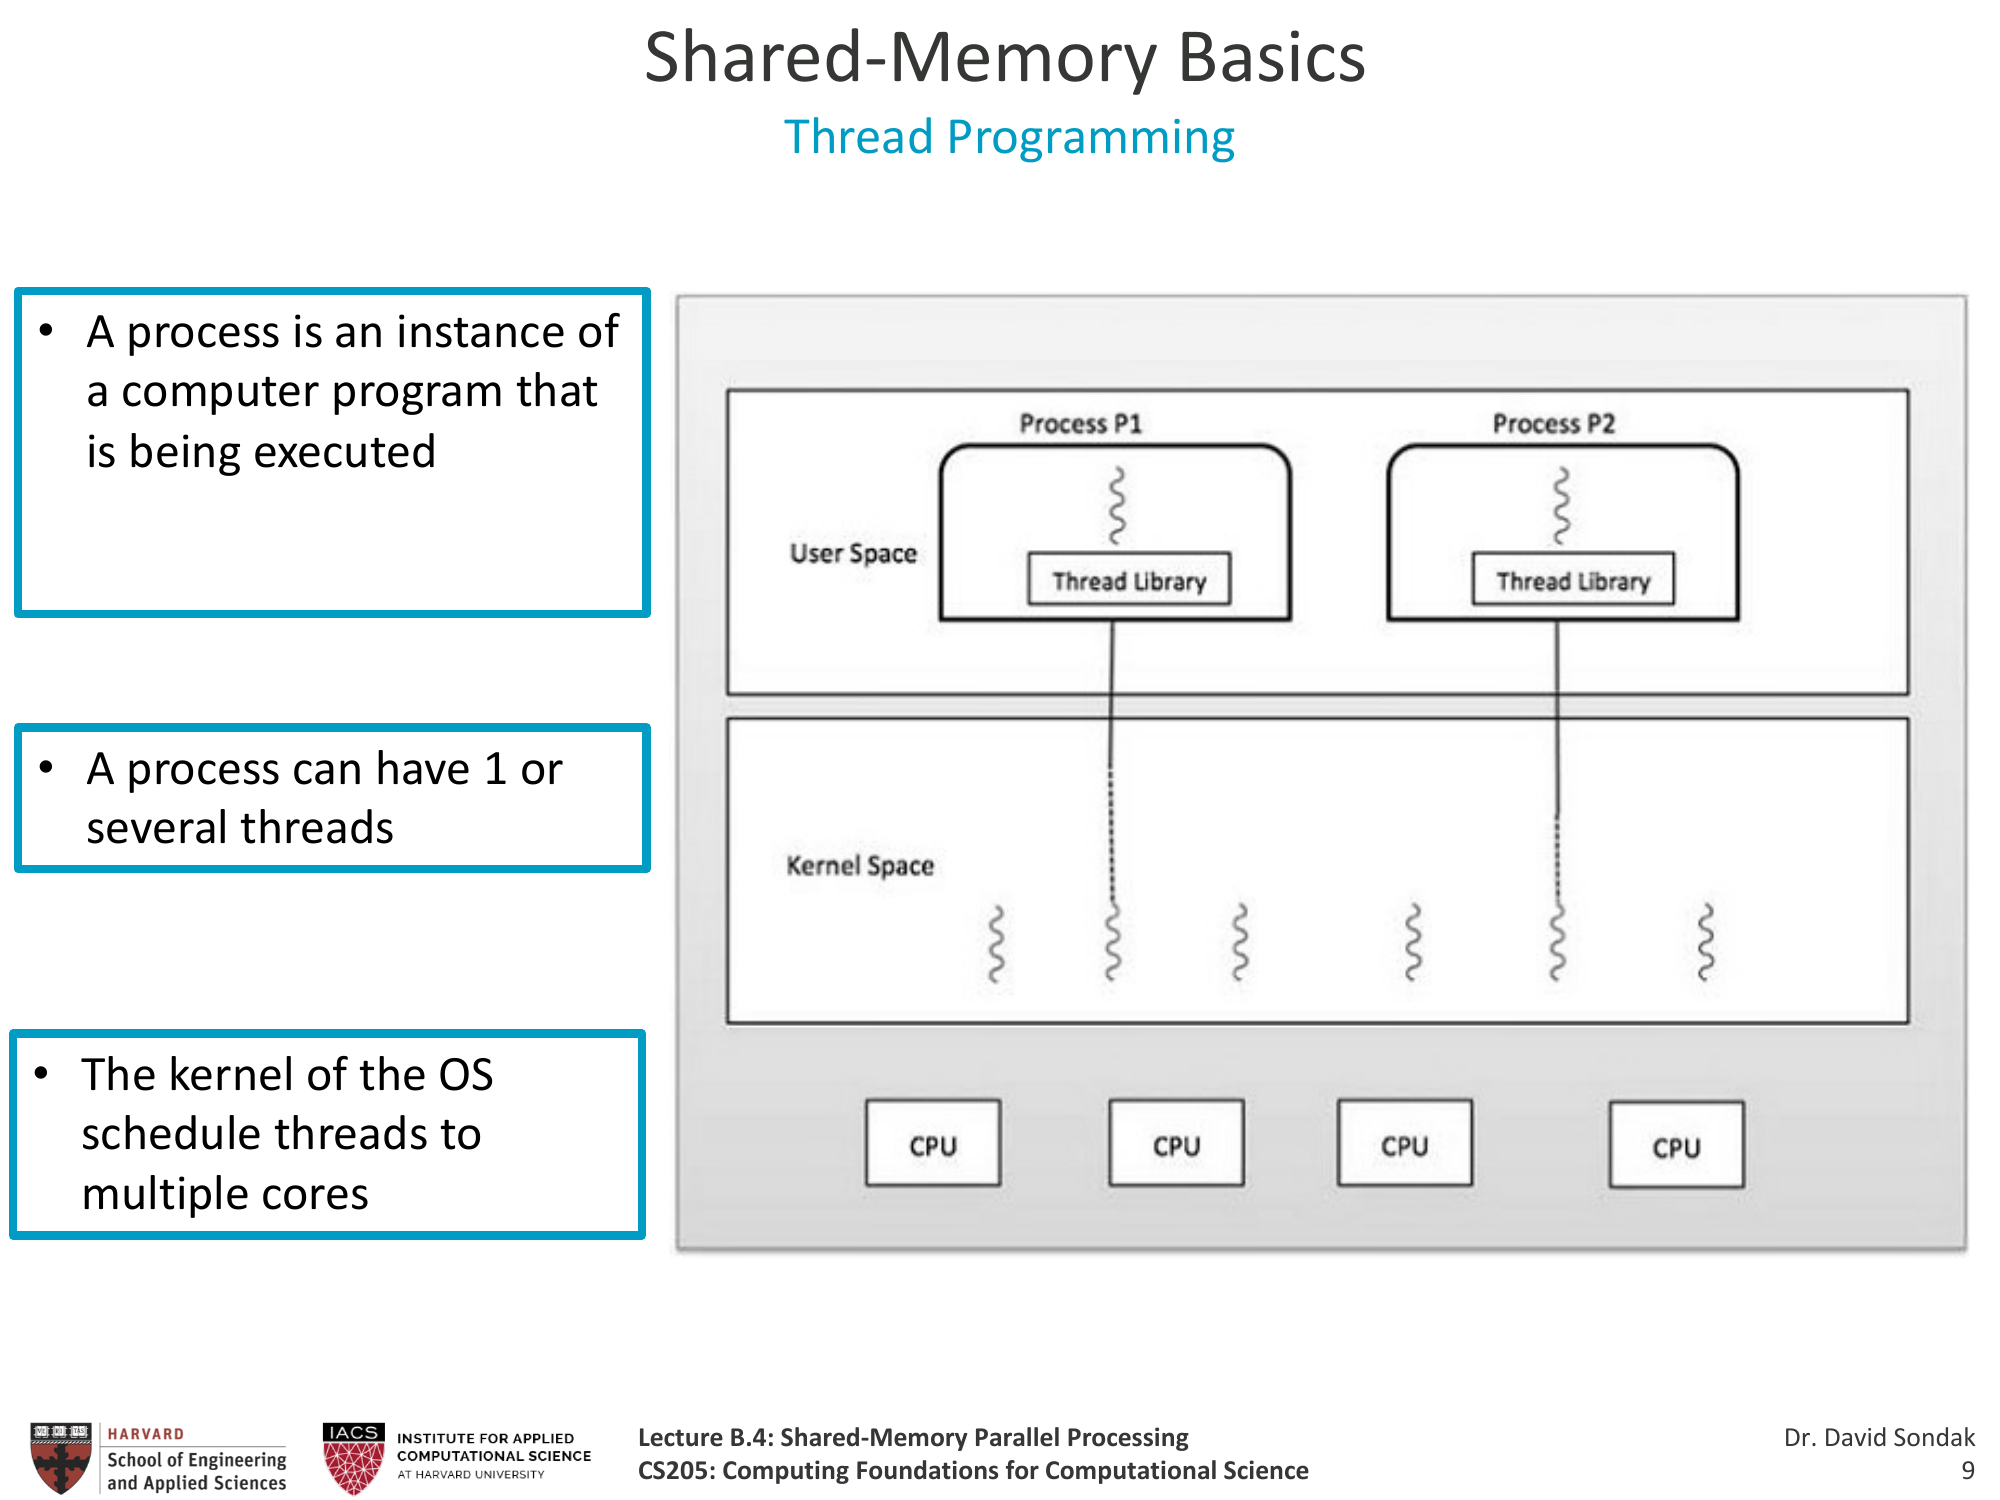 Shared-Memory Basics
Thread Programming
• A process is an instance of
a computer program that
is being executed
• A process can have 1 or
several threads
• The kernel of the OS
schedule threads to
multiple cores
Process P1
Process P2
User Space
Thread Library
Thread Library
Kernel Space
CPU
CPU
CPU
CPU
HARVARD
School of Engineering
and Applied Sciences
IACS
INSTITUTE FOR APPLIED
COMPUTATIONAL SCIENCE
AT HARVARD UNIVERSITY
Lecture B.4: Shared-Memory Parallel Processing
CS205: Computing Foundations for Computational Science
Dr. David Sondak
9